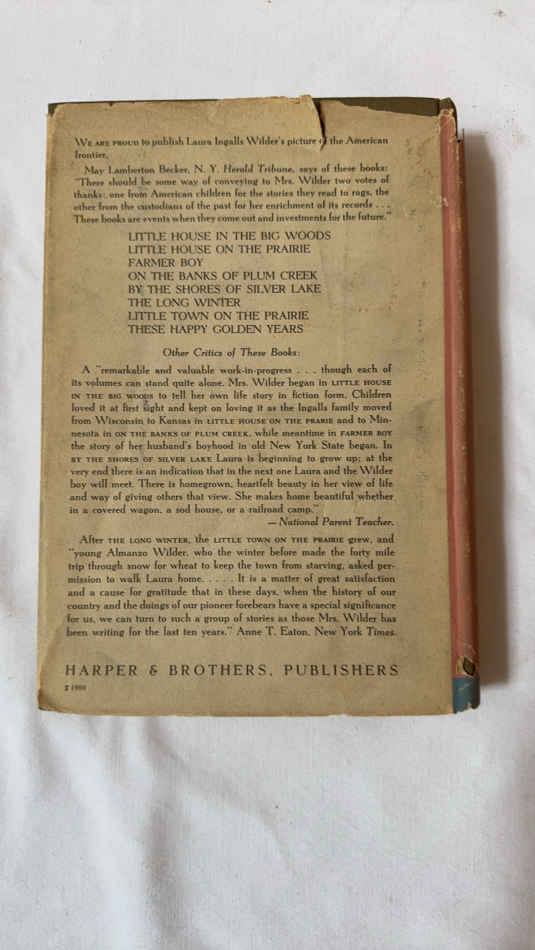 WE ARE PROUD to publish Laura Ingalls Wilder's picture of the American
frontier.
May Lamberton Becker, N. Y. Herald Tribune, says of these books:
"There should be some way of conveying to Mrs. Wilder two votes of
thanks: one from American children for the stories they read to rags, the
other from the custodians of the past for her enrichment of its records . . .
These books are events when they come out and investments for the future."
LITTLE HOUSE IN THE BIG WOODS
LITTLE HOUSE ON THE PRAIRIE
FARMER BOY
ON THE BANKS OF PLUM CREEK
BY THE SHORES OF SILVER LAKE
THE LONG WINTER
LITTLE TOWN ON THE PRAIRIE
THESE HAPPY GOLDEN YEARS
Other Critics of These Books:
A "remarkable and valuable work-in-progress . . . though each of
its volumes can stand quite alone. Mrs. Wilder began in LITTLE HOUSE
IN THE BIG WOODS to tell her own life story in fiction form. Children
loved it at first sight and kept on loving it as the Ingalls family moved
from Wisconsin to Kansas in LITTLE HOUSE ON THE PRARIE and to Min-
nesota in ON THE BANKS OF PLUM CREEK, while meantime in FARMER BOY
the story of her husband's boyhood in old New York State began. In
BY THE SHORES OF SILVER LAKE Laura is beginning to grow up; at the
very end there is an indication that in the next one Laura and the Wilder
boy will meet. There is homegrown, heartfelt beauty in her view of life
and way of giving others that view. She makes home beautiful whether
in a covered wagon, a sod house, or a railroad camp."
—National Parent Teacher.
After THE LONG WINTER, the LITTLE TOWN ON THE PRAIRIE grew, and
"young Almanzo Wilder, who the winter before made the forty mile
trip through snow for wheat to keep the town from starving, asked per-
mission to walk Laura home. . . . . It is a matter of great satisfaction
and a cause for gratitude that in these days, when the history of our
country and the doings of our pioneer forebears have a special significance
for us, we can turn to such a group of stories as those Mrs. Wilder has
been writing for the last ten years." Anne T. Eaton, New York Times.
HARPER & BROTHERS, PUBLISHERS